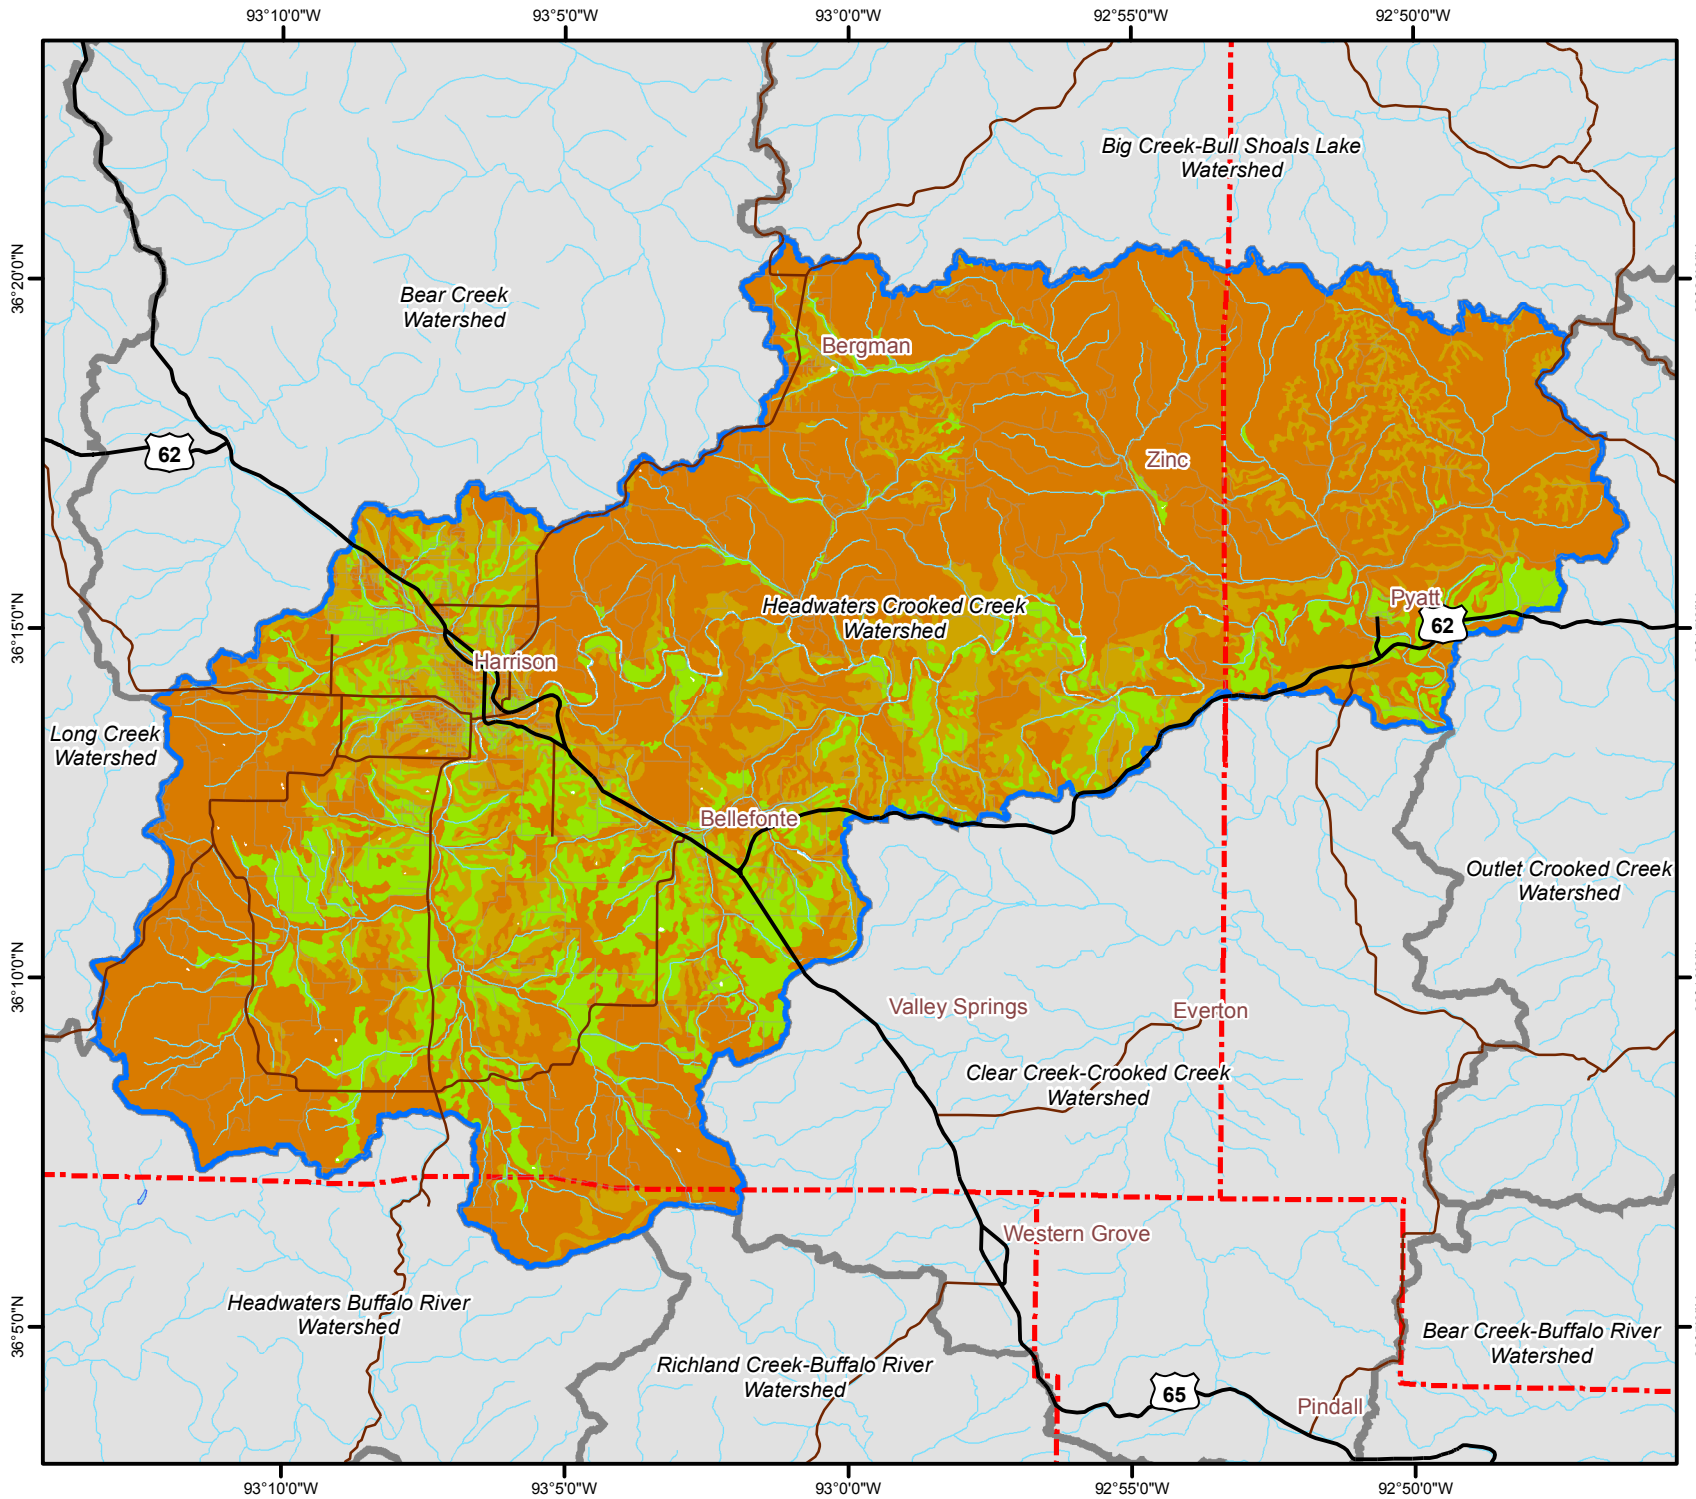 93°10'0"W 93°5'0"W 93°0'0"W 92°55'0"W 92°50'0"W
Big Creek-Bull Shoals Lake
Watershed
36°20'0"N
Bear Creek
Watershed
Bergman
62
Zinc
Pyatt
62
36°15'0"N
Headwaters Crooked Creek
Watershed
Harrison
Long Creek
Watershed
Bellefonte
Outlet Crooked Creek
Watershed
36°10'0"N
Valley Springs
Everton
Clear Creek-Crooked Creek
Watershed
Western Grove
Headwaters Buffalo River
Watershed
36°5'0"N
Bear Creek-Buffalo River
Watershed
Richland Creek-Buffalo River
Watershed
65
Pindall
93°10'0"W 93°5'0"W 93°0'0"W 92°55'0"W 92°50'0"W